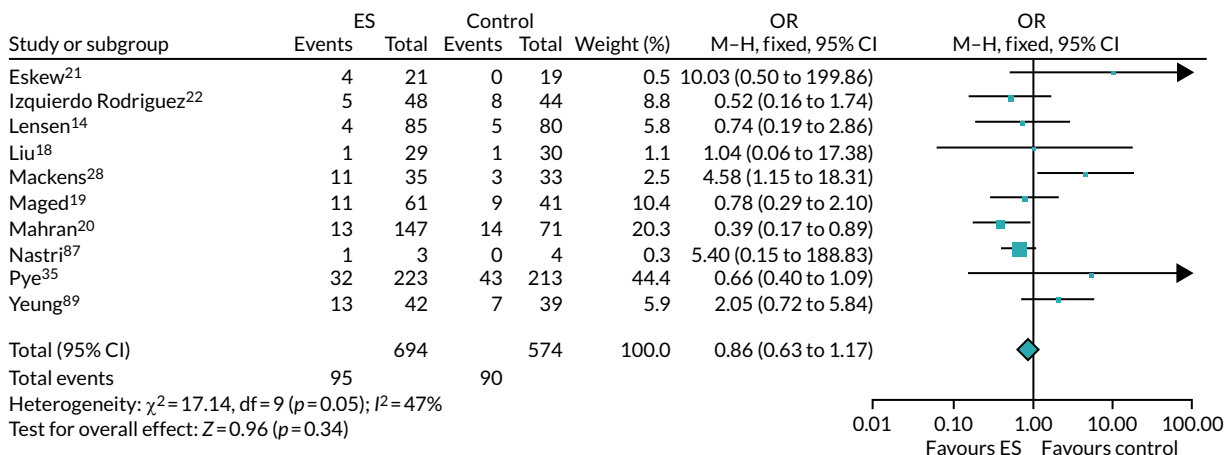 ES Control OR OR
Study or subgroup Events Total Events Total Weight (%) M–H, fixed, 95% CI M–H, fixed, 95% CI
Eskew21 4 21 0 19 0.5 10.03 (0.50 to 199.86)
Izquierdo Rodriguez22 5 48 8 44 8.8 0.52 (0.16 to 1.74)
Lensen14 4 85 5 80 5.8 0.74 (0.19 to 2.86)
Liu18 1 29 1 30 1.1 1.04 (0.06 to 17.38)
Mackens28 11 35 3 33 2.5 4.58 (1.15 to 18.31)
Maged19 11 61 9 41 10.4 0.78 (0.29 to 2.10)
Mahran20 13 147 14 71 20.3 0.39 (0.17 to 0.89)
Nastri87 1 3 0 4 0.3 5.40 (0.15 to 188.83)
Pye35 32 223 43 213 44.4 0.66 (0.40 to 1.09)
Yeung89 13 42 7 39 5.9 2.05 (0.72 to 5.84)
Total (95% CI) 694 574 100.0 0.86 (0.63 to 1.17)
Total events 95 90
Heterogeneity: χ2 = 17.14, df = 9 (p = 0.05); I2 = 47%
Test for overall effect: Z = 0.96 (p = 0.34)
0.01 0.10 1.00 10.00 100.00
Favours ES Favours control